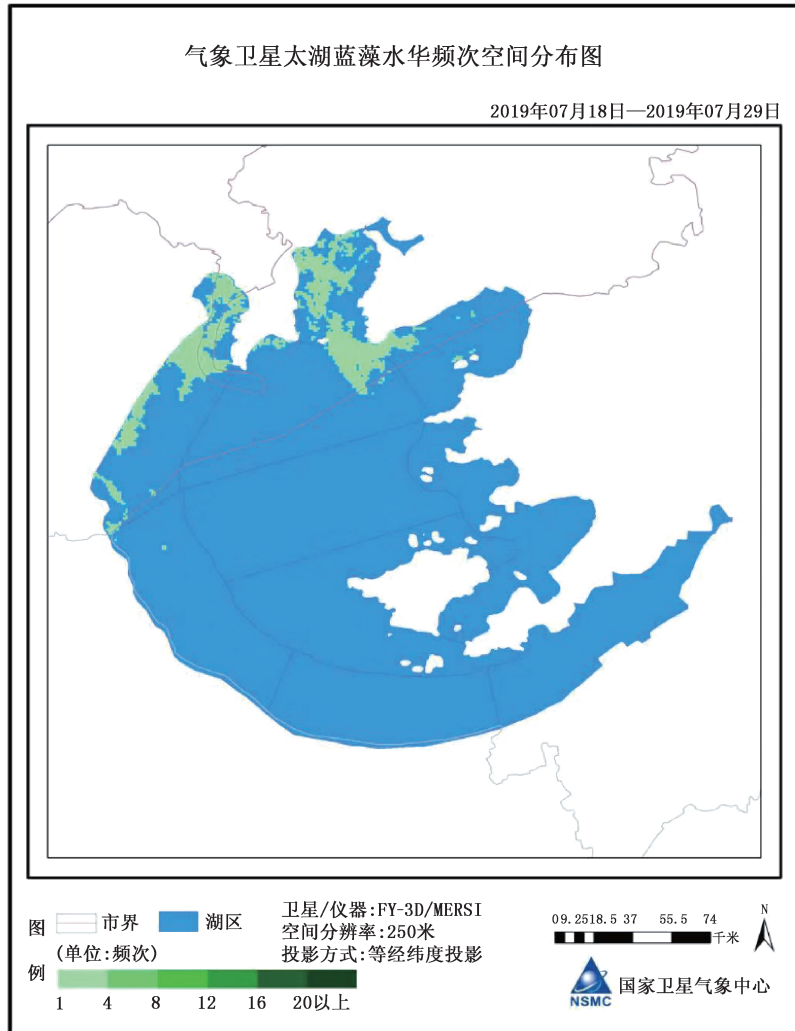 气象卫星太湖蓝藻水华频次空间分布图
2019年07月18日—2019年07月29日
图例
市界
湖区
(单位:频次)
1 4 8 12 16 20以上
卫星/仪器:FY-3D/MERSI
空间分辨率:250米
投影方式:等经纬度投影
0 9.25 18.5 37 55.5 74
千米
N
NSMC
国家卫星气象中心